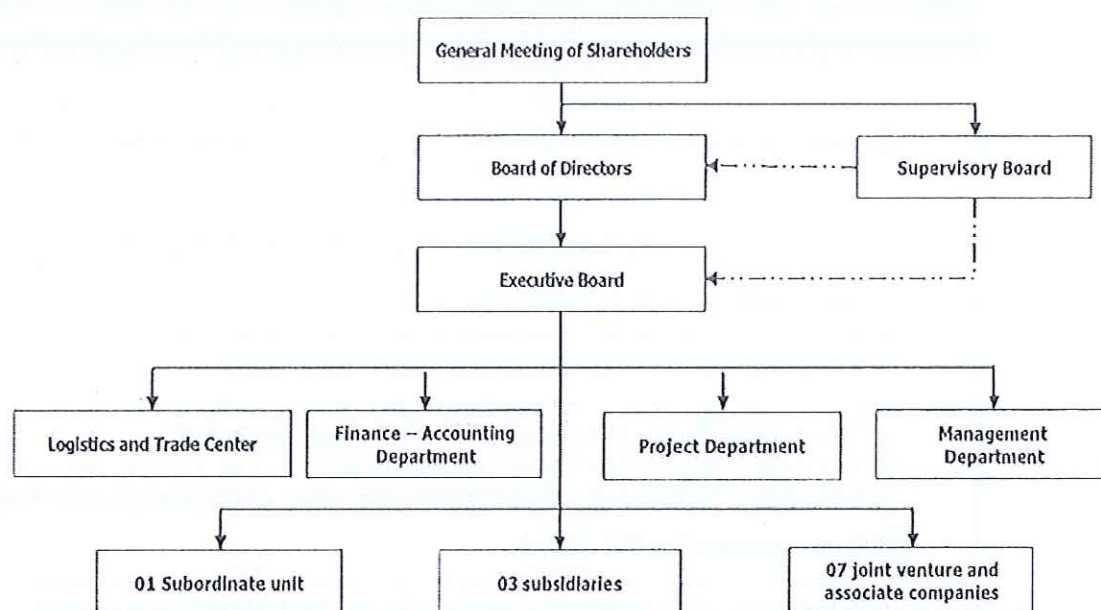 General Meeting of Shareholders
Board of Directors
Supervisory Board
Executive Board
Logistics and Trade Center
Finance – Accounting
Department
Project Department
Management
Department
01 Subordinate unit
03 subsidiaries
07 joint venture and
associate companies